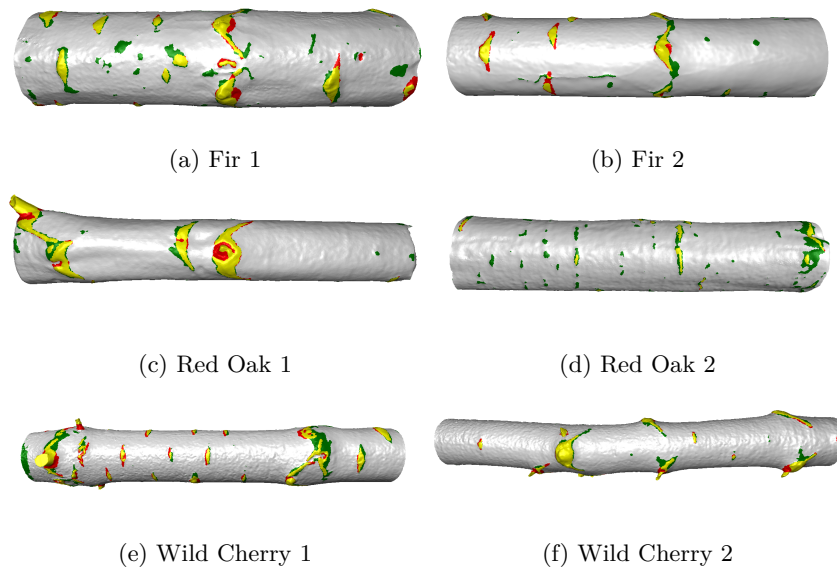 (a) Fir 1
(b) Fir 2
(c) Red Oak 1
(d) Red Oak 2
(e) Wild Cherry 1
(f) Wild Cherry 2